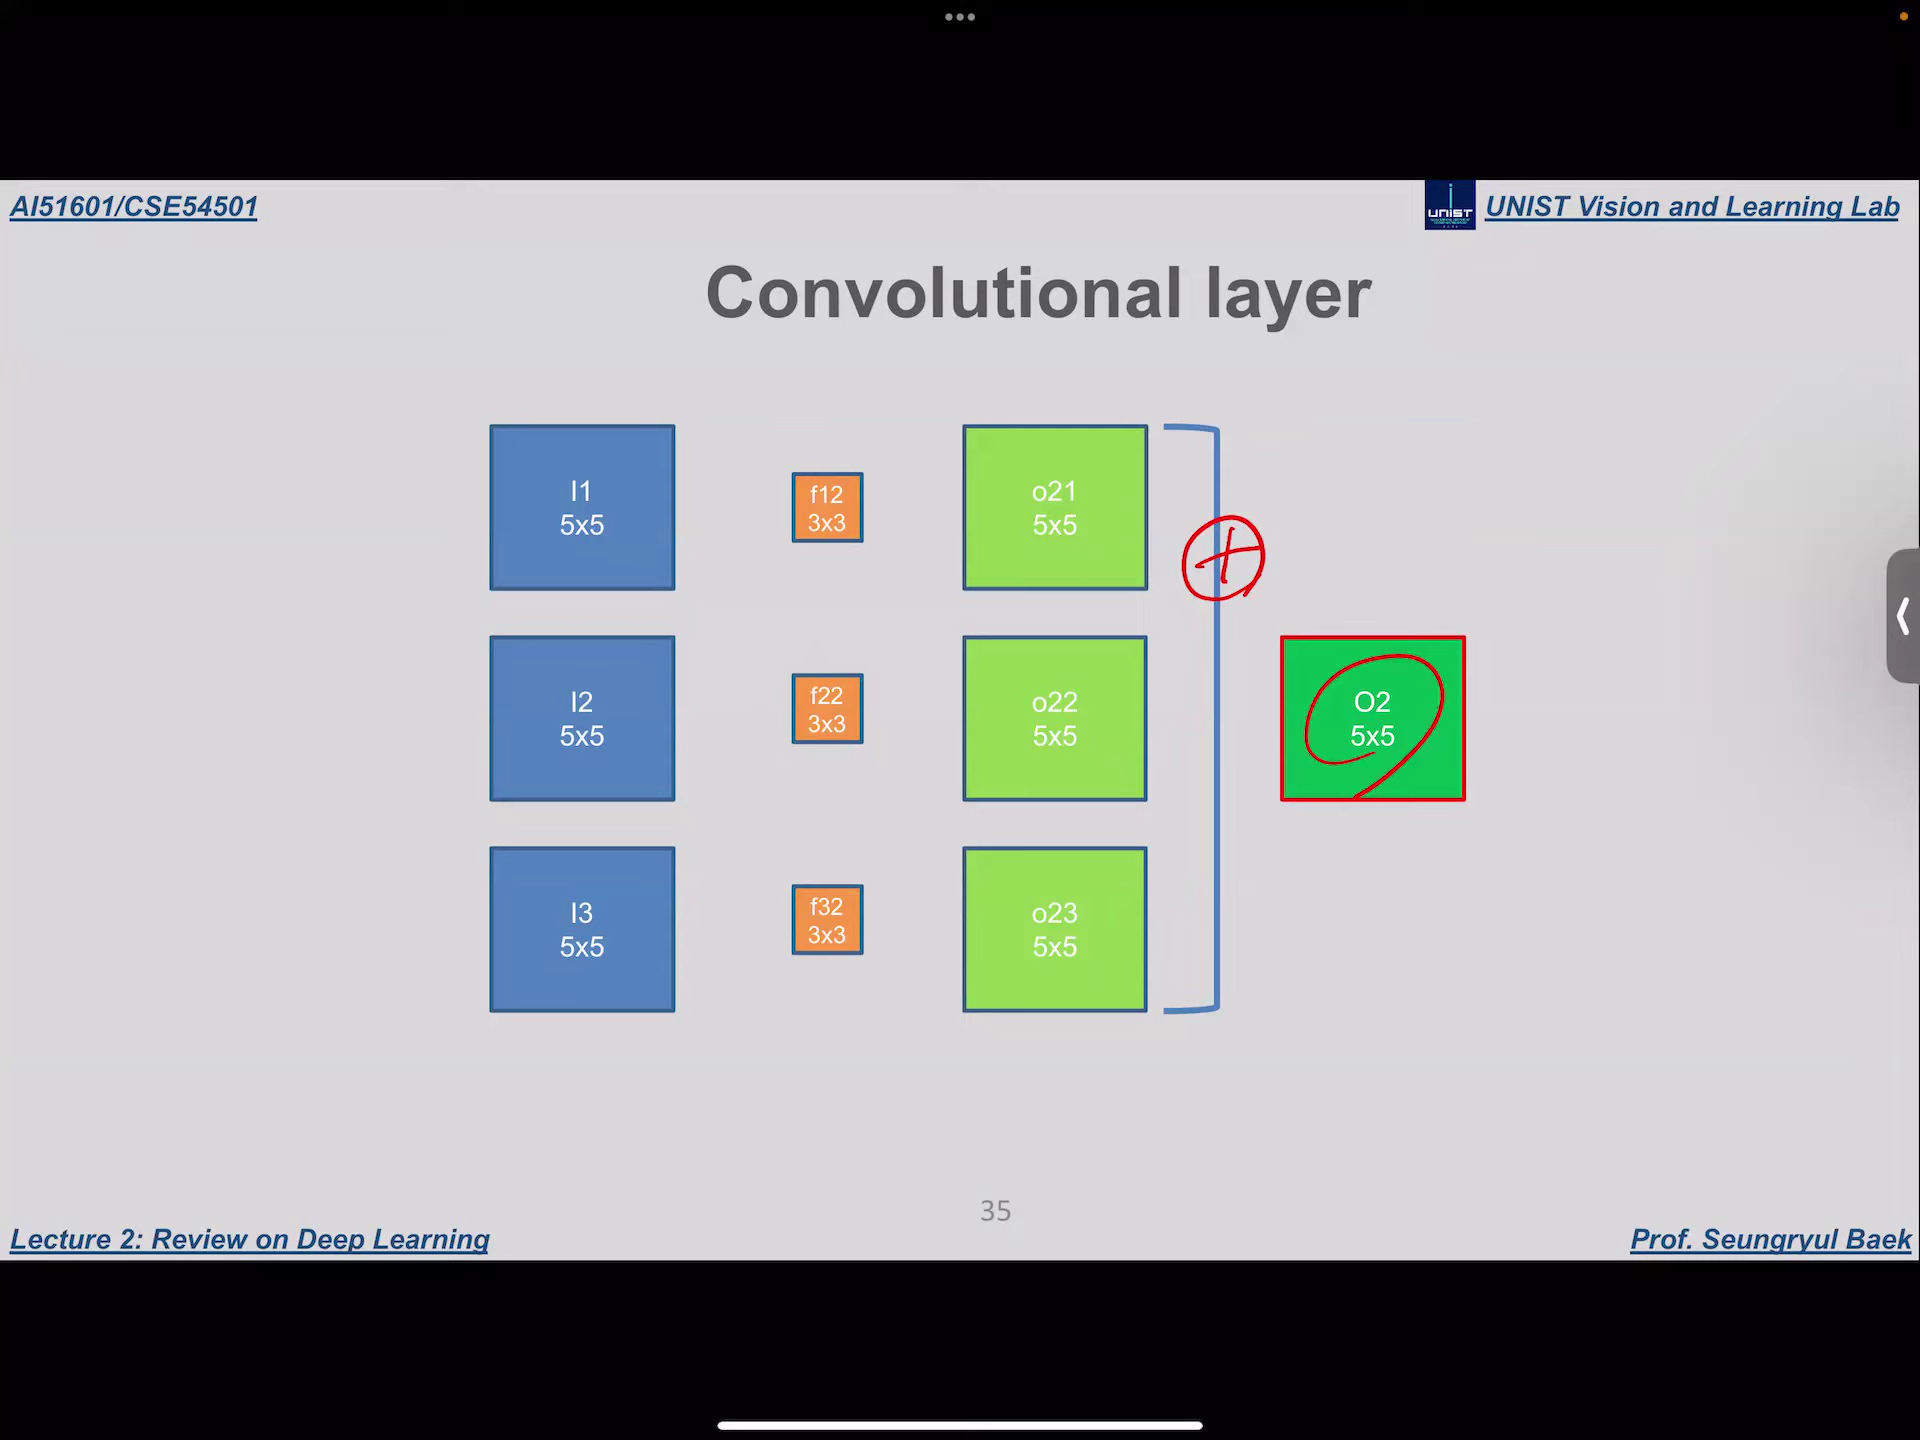 AI51601/CSE54501
UNIST
UNIST Vision and Learning Lab
Convolutional layer
I1
5x5
f12
3x3
o21
5x5
+
I2
5x5
f22
3x3
o22
5x5
O2
5x5
I3
5x5
f32
3x3
o23
5x5
35
Lecture 2: Review on Deep Learning
Prof. Seungryul Baek